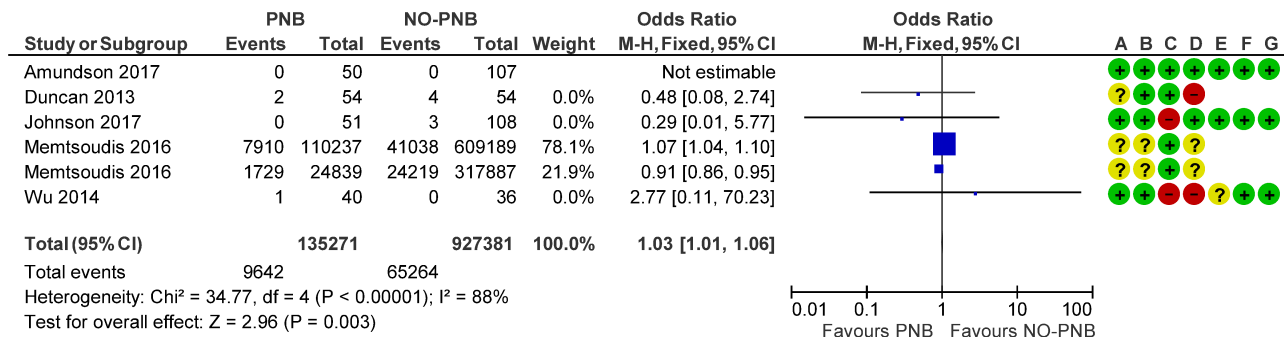 PNB NO-PNB Odds Ratio Odds Ratio
Study or Subgroup Events Total Events Total Weight M-H, Fixed, 95% CI M-H, Fixed, 95% CI A B C D E F G
Amundson 2017 0 50 0 107 Not estimable + + + + + + +
Duncan 2013 2 54 4 54 0.0% 0.48 [0.08, 2.74] ? + + –
Johnson 2017 0 51 3 108 0.0% 0.29 [0.01, 5.77] + + – + + + +
Memtsoudis 2016 7910 110237 41038 609189 78.1% 1.07 [1.04, 1.10] ? ? + ?
Memtsoudis 2016 1729 24839 24219 317887 21.9% 0.91 [0.86, 0.95] ? ? + ?
Wu 2014 1 40 0 36 0.0% 2.77 [0.11, 70.23] + + – – ? + +
Total (95% CI) 135271 927381 100.0% 1.03 [1.01, 1.06]
Total events 9642 65264
Heterogeneity: Chi² = 34.77, df = 4 (P < 0.00001); I² = 88%
Test for overall effect: Z = 2.96 (P = 0.003)
0.01 0.1 1 10 100
Favours PNB Favours NO-PNB